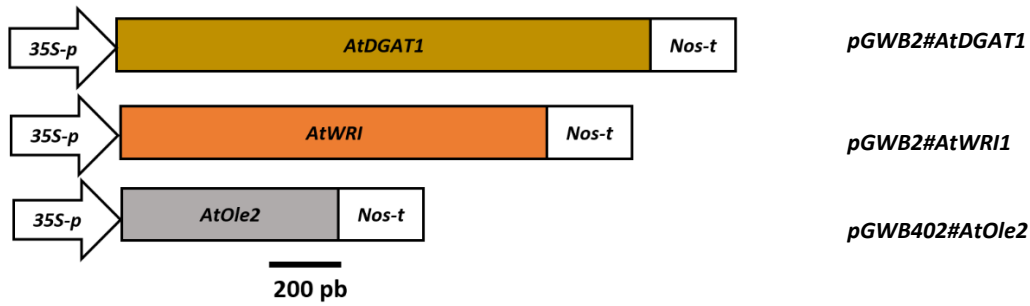 35S-p AtDGAT1 Nos-t pGWB2#AtDGAT1
35S-p AtWRI Nos-t pGWB2#AtWRI1
35S-p AtOle2 Nos-t pGWB402#AtOle2
200 pb